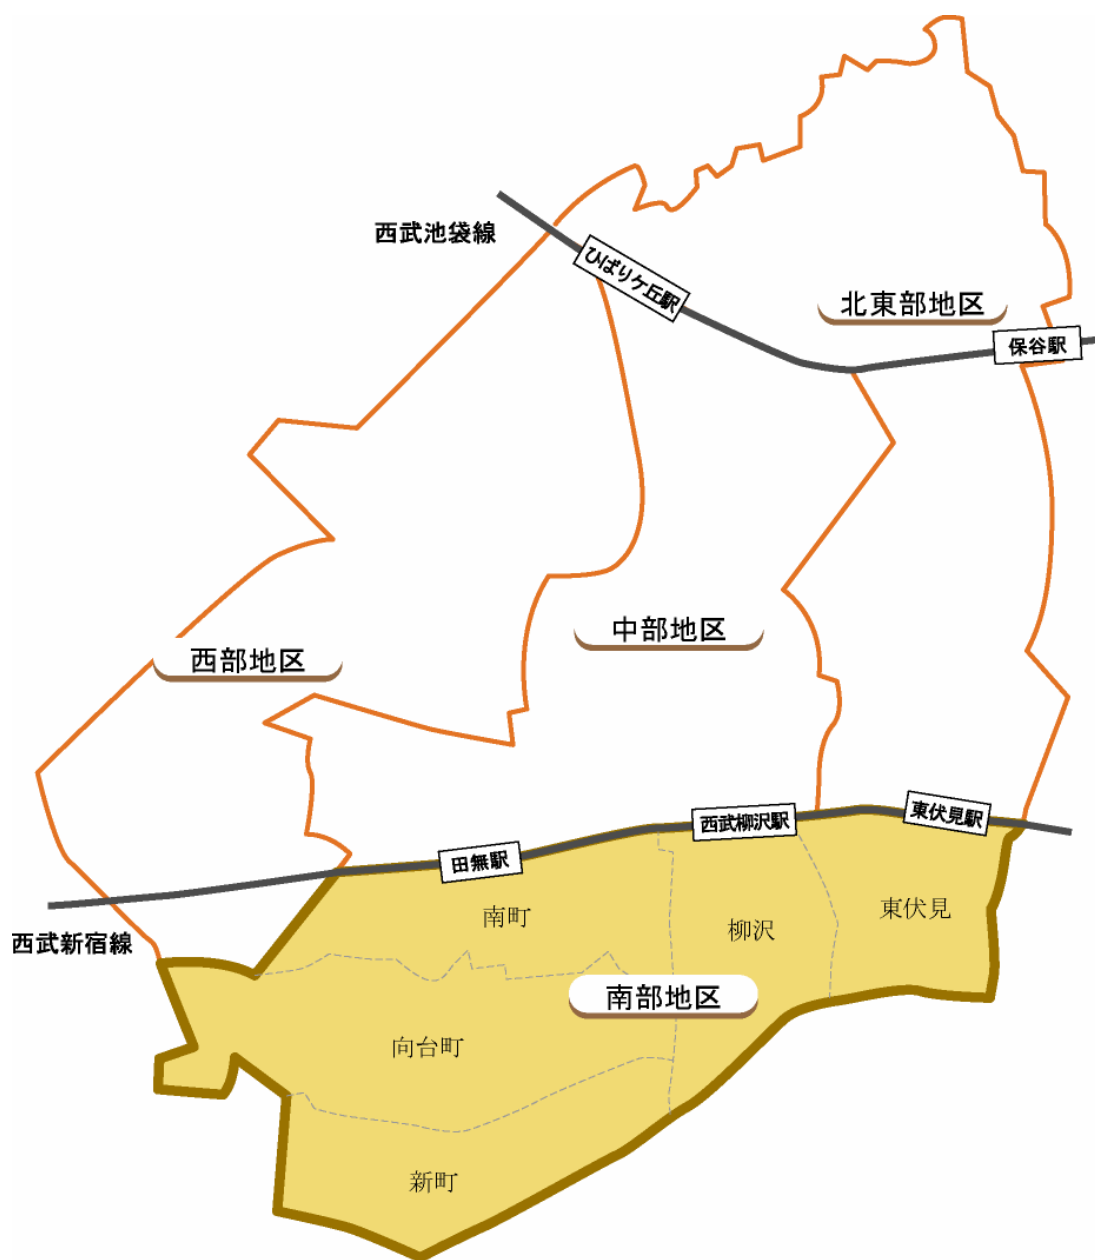 西武池袋線
ひばりケ丘駅
北東部地区
保谷駅
中部地区
西部地区
東伏見駅
西武柳沢駅
田無駅
東伏見
南町
柳沢
西武新宿線
南部地区
向台町
新町